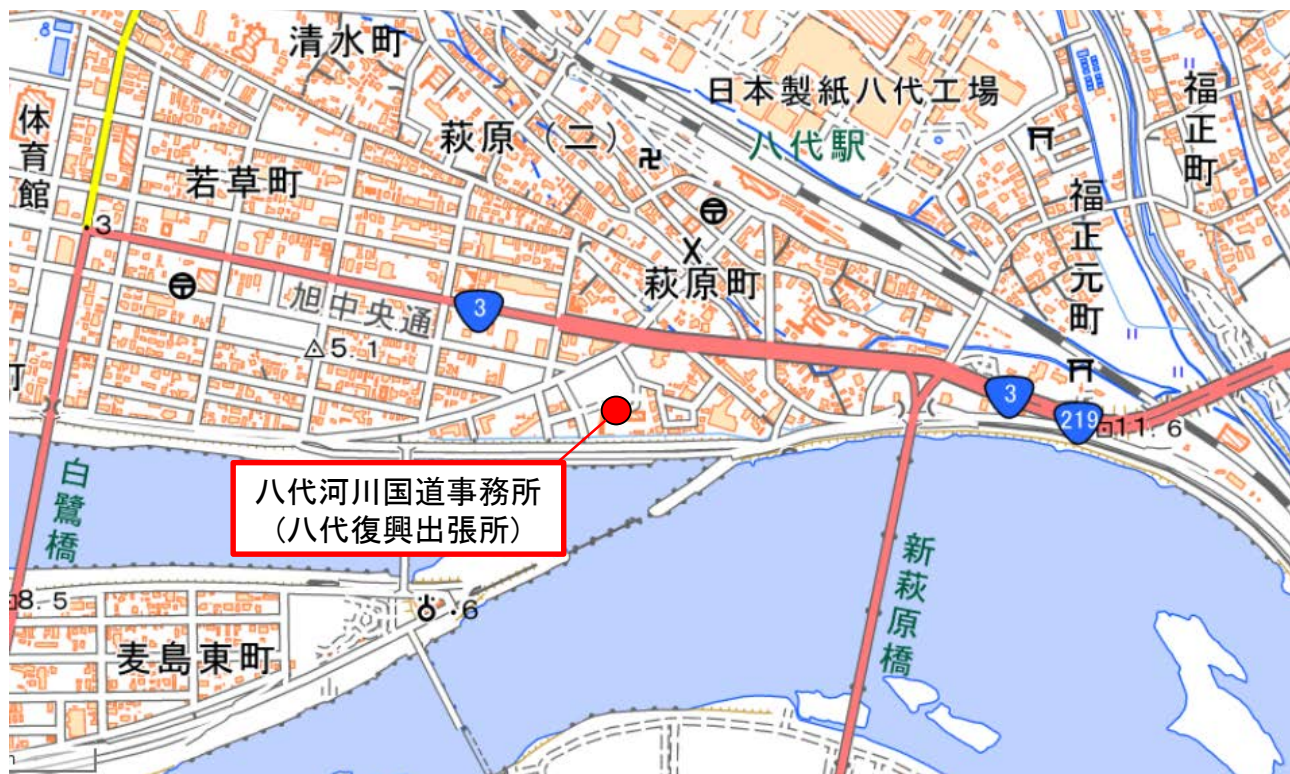 清水町
日本製紙八代工場
福正町
体育館
萩原（二）
八代駅
若草町
福正元町
3
萩原町
旭中央通
3
5.1
3
219
11.6
八代河川国道事務所
（八代復興出張所）
白鷺橋
新萩原橋
8.5
6
麦島東町
町